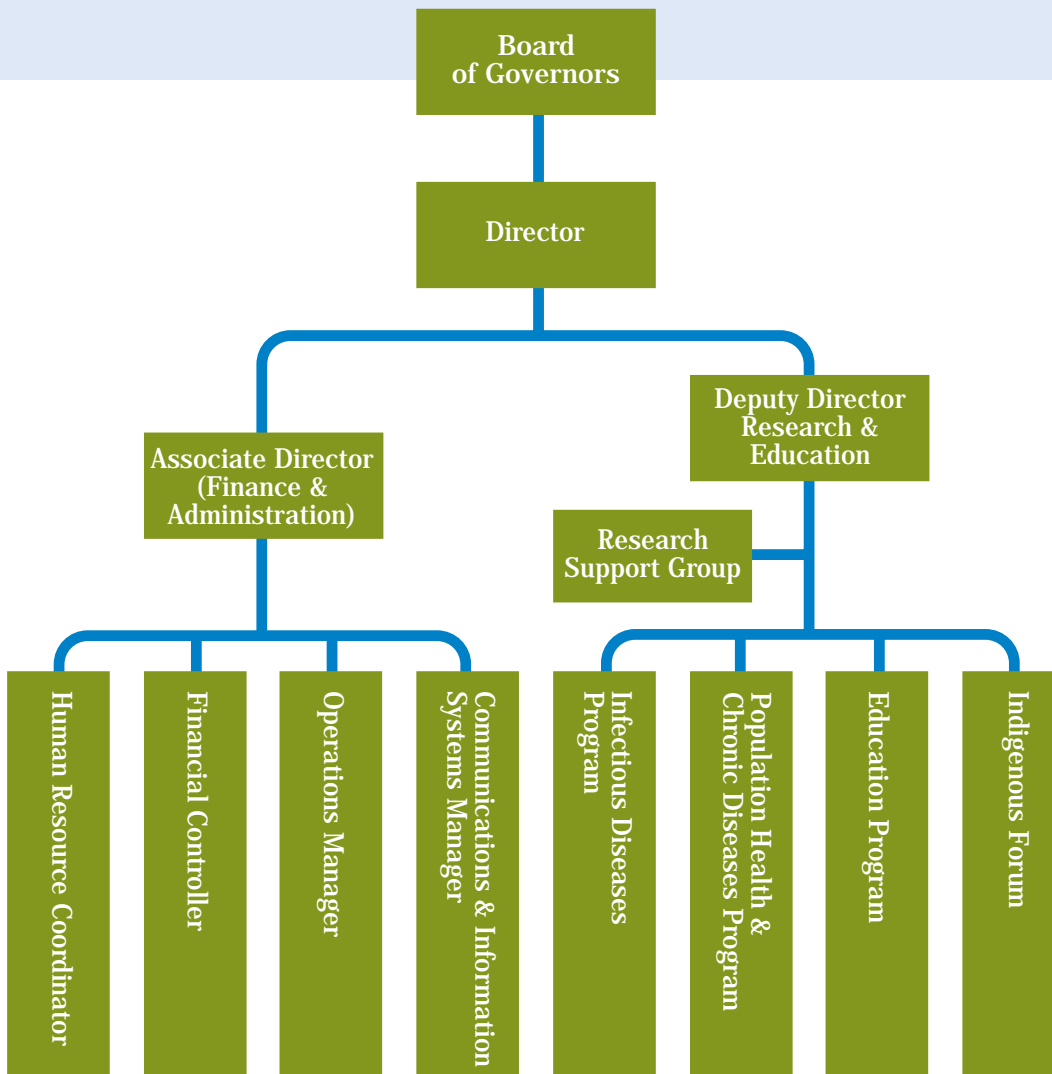 Board
of Governors
Director
Associate Director
(Finance &
Administration)
Deputy Director
Research &
Education
Research
Support Group
Human Resource Coordinator
Financial Controller
Operations Manager
Communications & Information
Systems Manager
Infectious Diseases
Program
Population Health &
Chronic Diseases Program
Education Program
Indigenous Forum